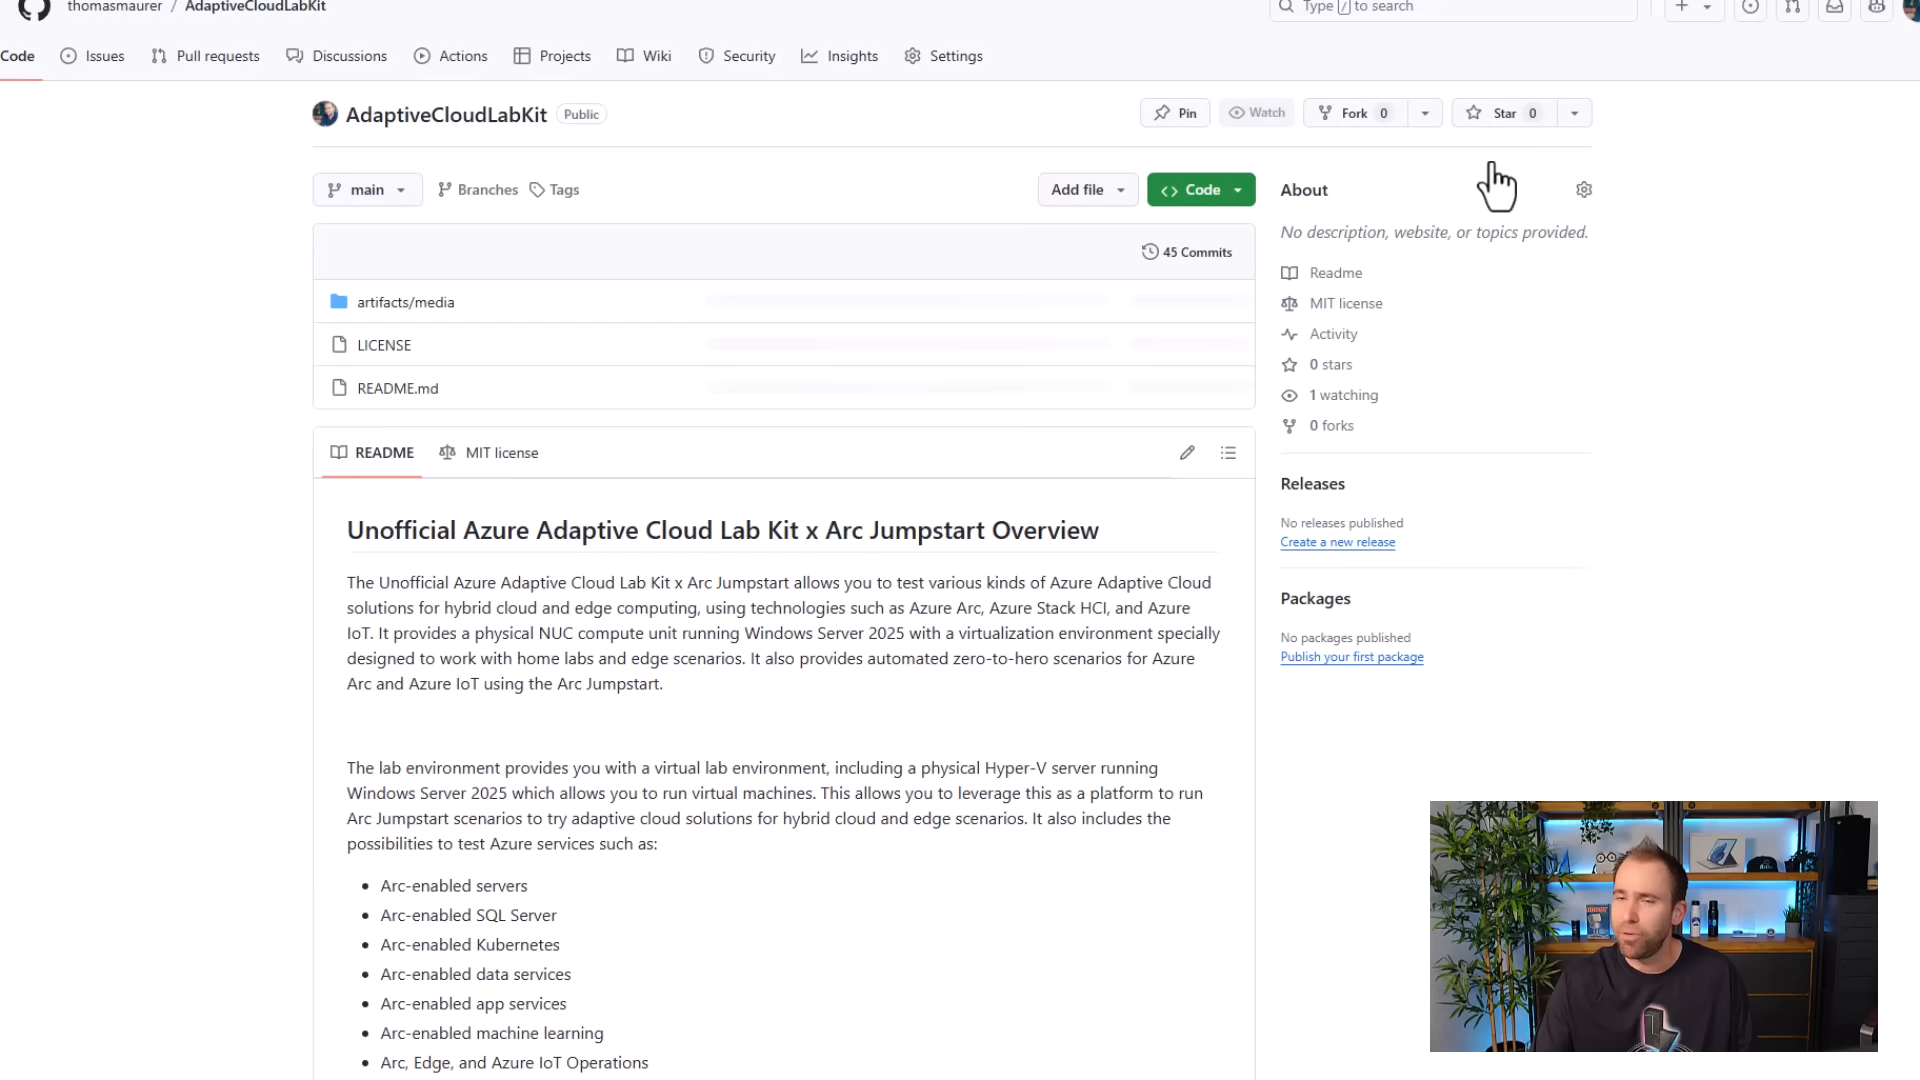 thomasmaurer / AdaptiveCloudLabKit
Type / to search
Code Issues Pull requests Discussions Actions Projects Wiki Security Insights Settings
AdaptiveCloudLabKit Public
Pin Watch Fork 0 Star 0
main Branches Tags Add file Code
About
No description, website, or topics provided.
45 Commits
Readme
artifacts/media
MIT license
Activity
LICENSE
0 stars
README.md
1 watching
0 forks
README MIT license
Releases
No releases published
Create a new release
Unofficial Azure Adaptive Cloud Lab Kit x Arc Jumpstart Overview
The Unofficial Azure Adaptive Cloud Lab Kit x Arc Jumpstart allows you to test various kinds of Azure Adaptive Cloud
solutions for hybrid cloud and edge computing, using technologies such as Azure Arc, Azure Stack HCI, and Azure
IoT. It provides a physical NUC compute unit running Windows Server 2025 with a virtualization environment specially
designed to work with home labs and edge scenarios. It also provides automated zero-to-hero scenarios for Azure
Arc and Azure IoT using the Arc Jumpstart.
Packages
No packages published
Publish your first package
The lab environment provides you with a virtual lab environment, including a physical Hyper-V server running
Windows Server 2025 which allows you to run virtual machines. This allows you to leverage this as a platform to run
Arc Jumpstart scenarios to try adaptive cloud solutions for hybrid cloud and edge scenarios. It also includes the
possibilities to test Azure services such as:
• Arc-enabled servers
• Arc-enabled SQL Server
• Arc-enabled Kubernetes
• Arc-enabled data services
• Arc-enabled app services
• Arc-enabled machine learning
• Arc, Edge, and Azure IoT Operations